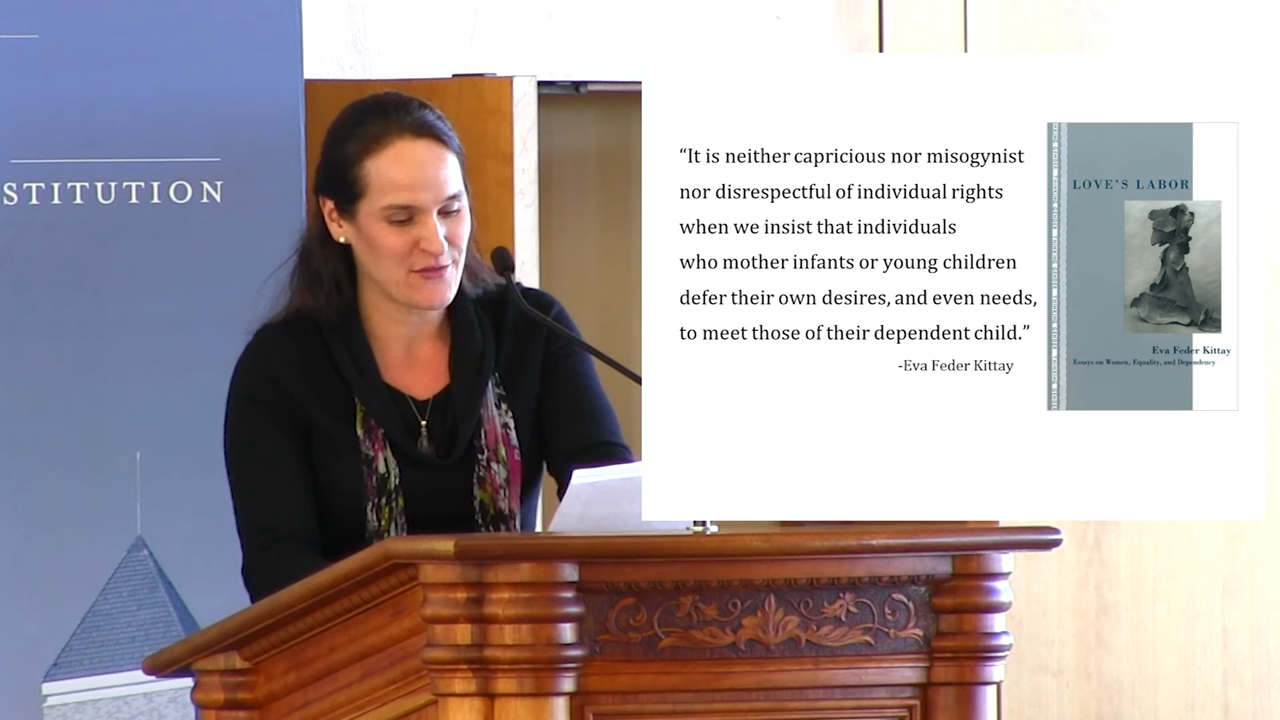 STITUTION
“It is neither capricious nor misogynist
nor disrespectful of individual rights
when we insist that individuals
who mother infants or young children
defer their own desires, and even needs,
to meet those of their dependent child.”
-Eva Feder Kittay
LOVE'S LABOR
Eva Feder Kittay
Essays on Women, Equality, and Dependency